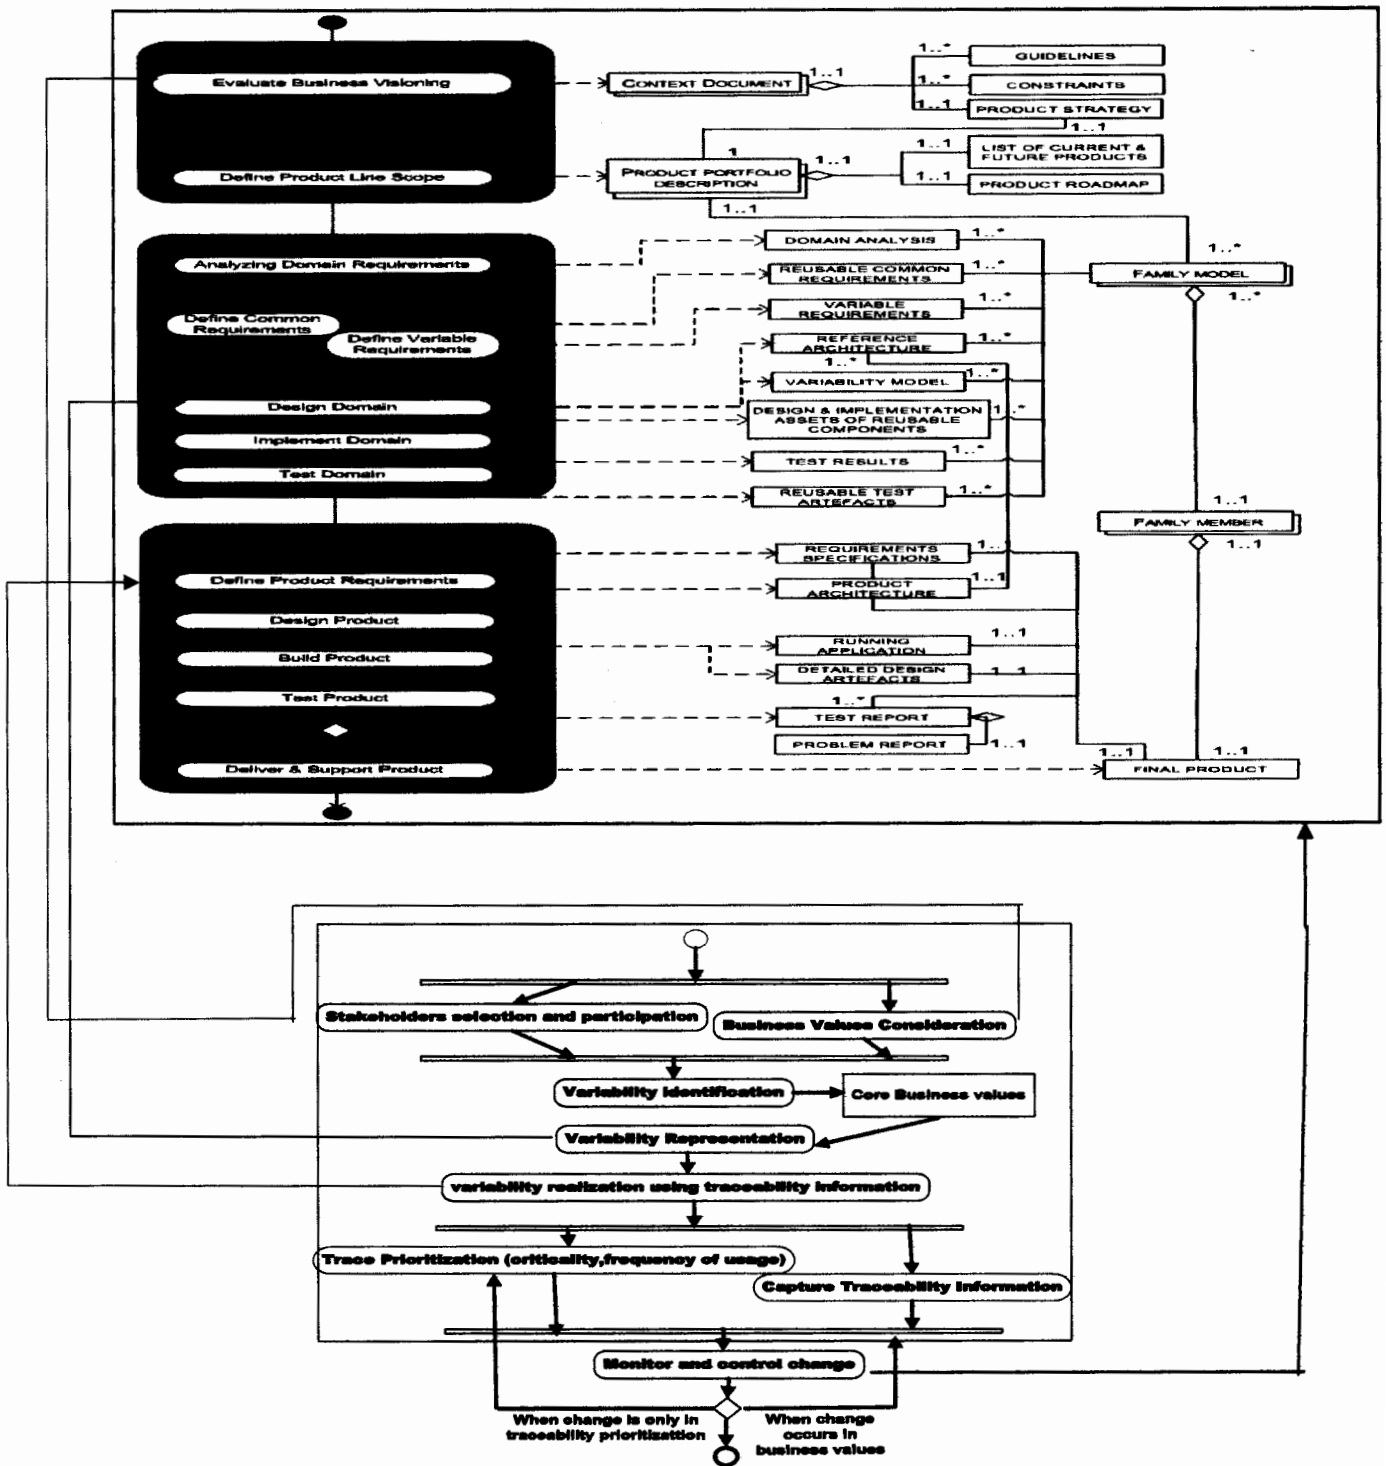 Evaluate Business Visioning
CONTEXT DOCUMENT
1..1
1..*
GUIDELINES
1..*
CONSTRAINTS
1..1
PRODUCT STRATEGY
1..1
Define Product Line Scope
1
PRODUCT PORTFOLIO
DESCRIPTION
1..1
1..1
LIST OF CURRENT &
FUTURE PRODUCTS
1..1
PRODUCT ROADMAP
1..1
1..*
Analyzing Domain Requirements
DOMAIN ANALYSIS
1..*
REUSABLE COMMON
REQUIREMENTS
1..*
FAMILY MODEL
1..*
Define Common
Requirements
VARIABLE
REQUIREMENTS
1..*
Define Variable
Requirements
REFERENCE
ARCHITECTURE
1..*
1..*
VARIABILITY MODEL
1..*
Design Domain
DESIGN & IMPLEMENTATION
ASSETS OF REUSABLE
COMPONENTS
1..*
Implement Domain
TEST RESULTS
1..*
Test Domain
REUSABLE TEST
ARTEFACTS
1..*
1..1
FAMILY MEMBER
1..1
REQUIREMENTS
SPECIFICATIONS
Define Product Requirements
PRODUCT
ARCHITECTURE
1..1
Design Product
Build Product
RUNNING
APPLICATION
1..1
DETAILED DESIGN
ARTEFACTS
1..1
Test Product
1..*
TEST REPORT
PROBLEM REPORT
1..1
1..1
1..1
Deliver & Support Product
FINAL PRODUCT
Stakeholders selection and participation
Business Values Consideration
Variability Identification
Core Business values
Variability Representation
variability realization using traceability information
Trace Prioritization (criticality,frequency of usage)
Capture Traceability Information
Monitor and control change
When change is only in
traceability prioritizattion
When change
occurs in
business values